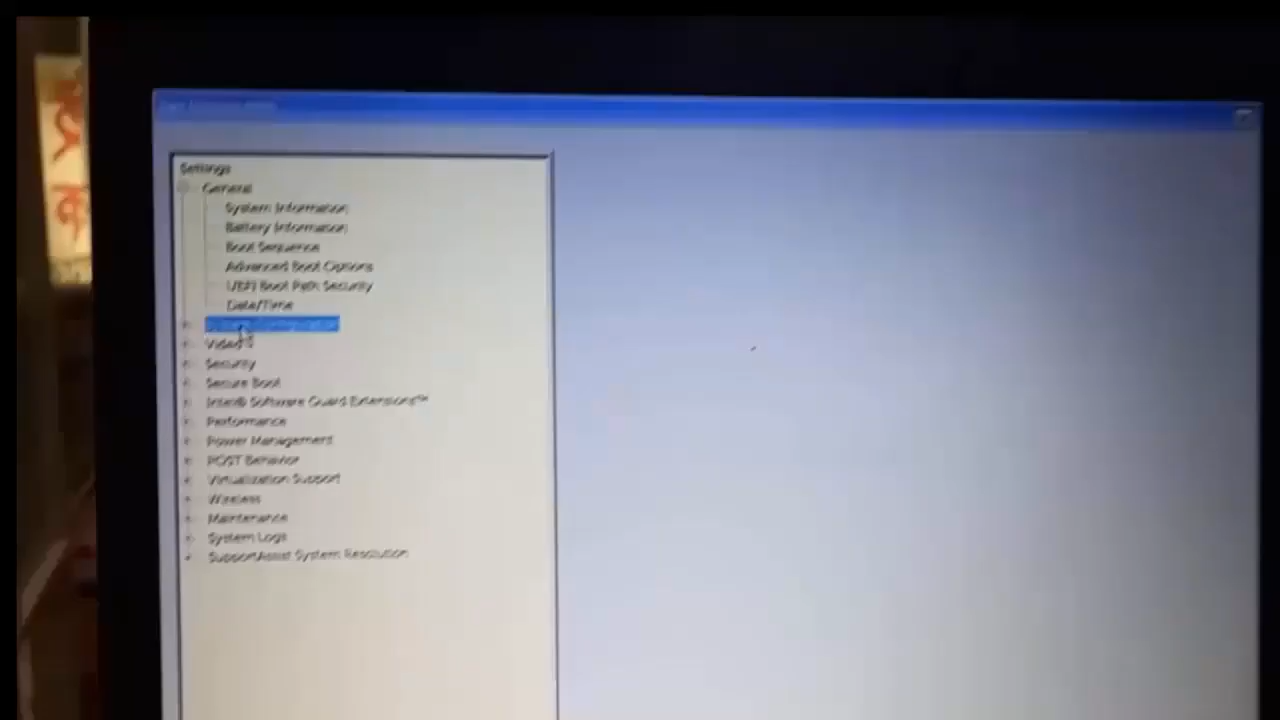 Settings
General
System Information
Battery Information
Boot Sequence
Advanced Boot Options
UEFI Boot Path Security
Date/Time
System Configuration
Video
Security
Secure Boot
Intel® Software Guard Extensions™
Performance
Power Management
POST Behavior
Virtualization Support
Wireless
Maintenance
System Logs
SupportAssist System Resolution